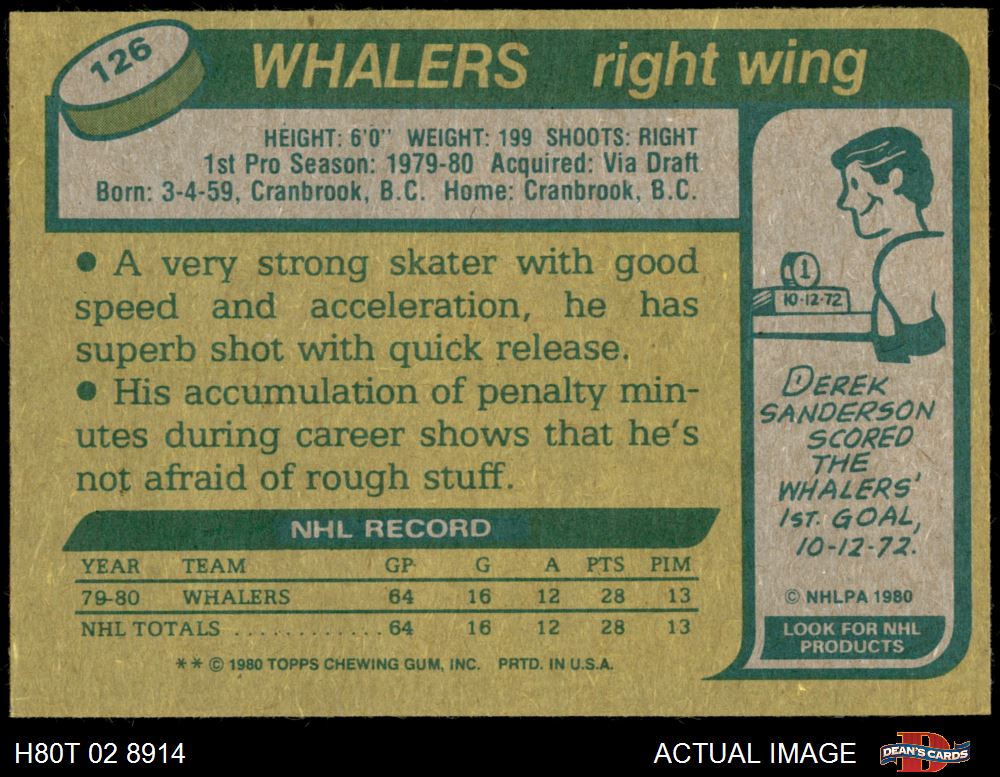 126
WHALERS right wing
HEIGHT: 6'0" WEIGHT: 199 SHOOTS: RIGHT
1st Pro Season: 1979-80 Acquired: Via Draft
Born: 3-4-59, Cranbrook, B.C. Home: Cranbrook, B.C.
● A very strong skater with good
speed and acceleration, he has
superb shot with quick release.
● His accumulation of penalty min-
utes during career shows that he's
not afraid of rough stuff.
NHL RECORD
YEAR TEAM GP G A PTS PIM
79-80 WHALERS 64 16 12 28 13
NHL TOTALS . . . . . . . . . . . . 64 16 12 28 13
** © 1980 TOPPS CHEWING GUM, INC. PRTD. IN U.S.A.
1
10-12-72
DEREK
SANDERSON
SCORED
THE
WHALERS'
1ST. GOAL,
10-12-72.
© NHLPA 1980
LOOK FOR NHL
PRODUCTS
H80T 02 8914
ACTUAL IMAGE
D
DEAN'S CARDS